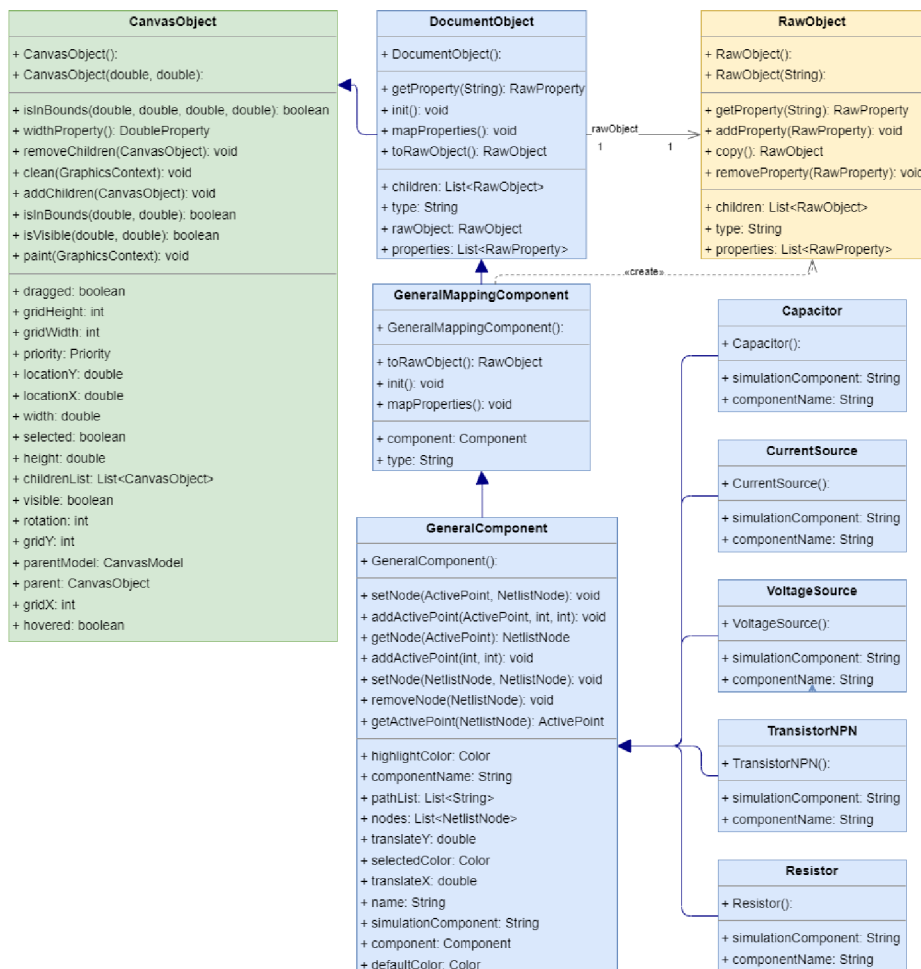 CanvasObject
+ CanvasObject():
+ CanvasObject(double, double):
+ isInBounds(double, double, double, double): boolean
+ widthProperty(): DoubleProperty
+ removeChildren(CanvasObject): void
+ clean(GraphicsContext): void
+ addChildren(CanvasObject): void
+ isInBounds(double, double): boolean
+ isVisible(double, double): boolean
+ paint(GraphicsContext): void
+ dragged: boolean
+ gridHeight: int
+ gridWidth: int
+ priority: Priority
+ locationY: double
+ locationX: double
+ width: double
+ selected: boolean
+ height: double
+ childrenList: List<CanvasObject>
+ visible: boolean
+ rotation: int
+ gridY: int
+ parentModel: CanvasModel
+ parent: CanvasObject
+ gridX: int
+ hovered: boolean
DocumentObject
+ DocumentObject():
+ getProperty(String): RawProperty
+ init(): void
+ mapProperties(): void
+ toRawObject(): RawObject
+ children: List<RawObject>
+ type: String
+ rawObject: RawObject
+ properties: List<RawProperty>
rawObject
1 1
RawObject
+ RawObject():
+ RawObject(String):
+ getProperty(String): RawProperty
+ addProperty(RawProperty): void
+ copy(): RawObject
+ removeProperty(RawProperty): void
+ children: List<RawObject>
+ type: String
+ properties: List<RawProperty>
«create»
GeneralMappingComponent
+ GeneralMappingComponent():
+ toRawObject(): RawObject
+ init(): void
+ mapProperties(): void
+ component: Component
+ type: String
GeneralComponent
+ GeneralComponent():
+ setNode(ActivePoint, NetlistNode): void
+ addActivePoint(ActivePoint, int, int): void
+ getNode(ActivePoint): NetlistNode
+ addActivePoint(int, int): void
+ setNode(NetlistNode, NetlistNode): void
+ removeNode(NetlistNode): void
+ getActivePoint(NetlistNode): ActivePoint
+ highlightColor: Color
+ componentName: String
+ pathList: List<String>
+ nodes: List<NetlistNode>
+ translateY: double
+ selectedColor: Color
+ translateX: double
+ name: String
+ simulationComponent: String
+ component: Component
+ defaultColor: Color
Capacitor
+ Capacitor():
+ simulationComponent: String
+ componentName: String
CurrentSource
+ CurrentSource():
+ simulationComponent: String
+ componentName: String
VoltageSource
+ VoltageSource():
+ simulationComponent: String
+ componentName: String
TransistorNPN
+ TransistorNPN():
+ simulationComponent: String
+ componentName: String
Resistor
+ Resistor():
+ simulationComponent: String
+ componentName: String